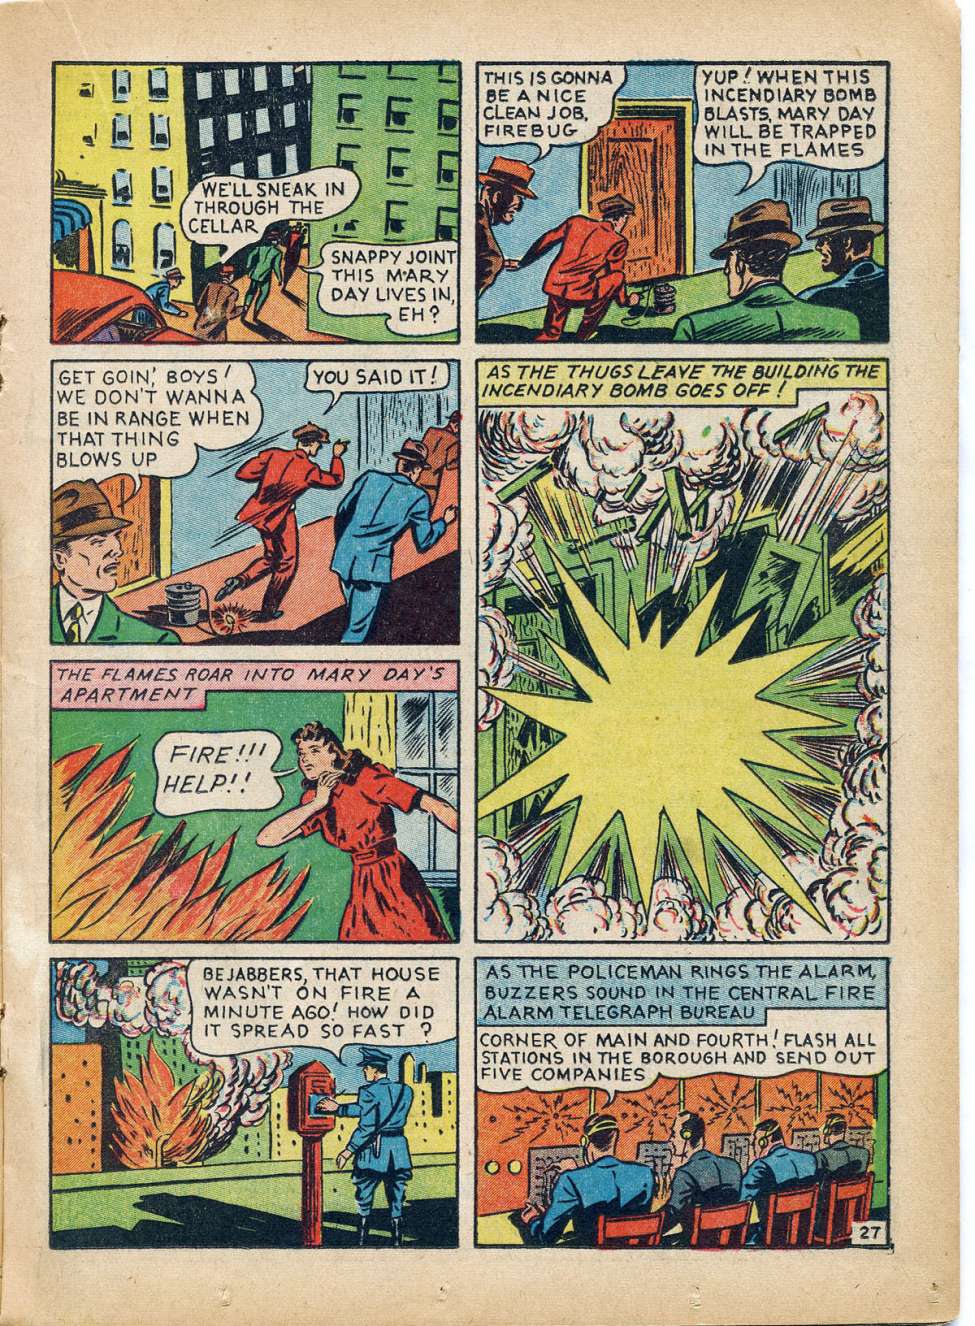 WE'LL SNEAK IN
THROUGH THE
CELLAR
SNAPPY JOINT
THIS MARY
DAY LIVES IN,
EH?
THIS IS GONNA
BE A NICE
CLEAN JOB,
FIREBUG
YUP! WHEN THIS
INCENDIARY BOMB
BLASTS, MARY DAY
WILL BE TRAPPED
IN THE FLAMES
GET GOIN', BOYS!
WE DON'T WANNA
BE IN RANGE WHEN
THAT THING
BLOWS UP
YOU SAID IT!
AS THE THUGS LEAVE THE BUILDING THE
INCENDIARY BOMB GOES OFF!
THE FLAMES ROAR INTO MARY DAY'S
APARTMENT
FIRE!!!
HELP!!
BEJABBERS, THAT HOUSE
WASN'T ON FIRE A
MINUTE AGO! HOW DID
IT SPREAD SO FAST?
AS THE POLICEMAN RINGS THE ALARM,
BUZZERS SOUND IN THE CENTRAL FIRE
ALARM TELEGRAPH BUREAU
CORNER OF MAIN AND FOURTH! FLASH ALL
STATIONS IN THE BOROUGH AND SEND OUT
FIVE COMPANIES
27